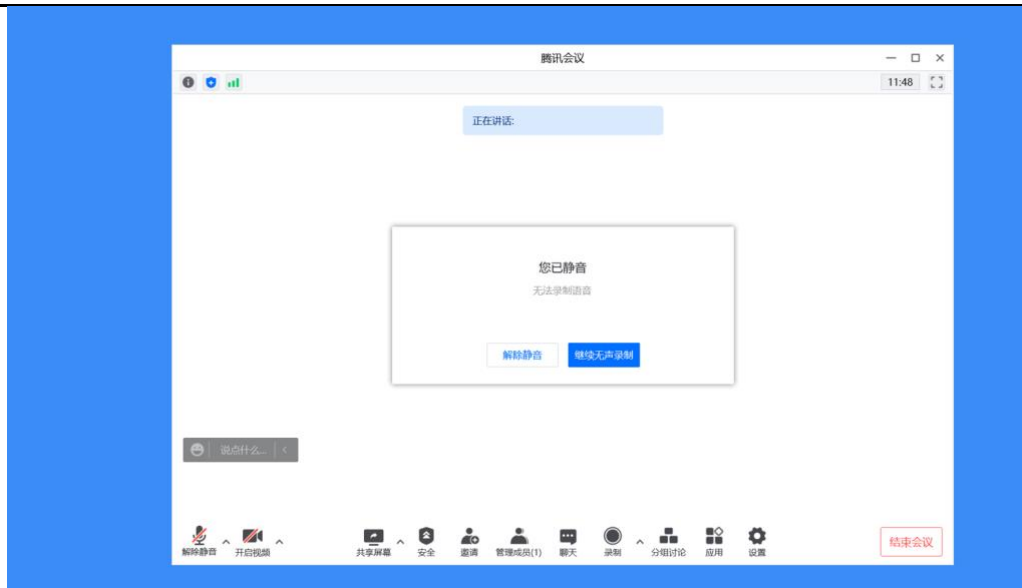 腾讯会议
11:48
正在讲话:
您已静音
无法录制语音
解除静音 继续无声录制
说点什么...
解除静音 开启视频 共享屏幕 安全 邀请 管理成员(1) 聊天 录制 分组讨论 应用 设置 结束会议